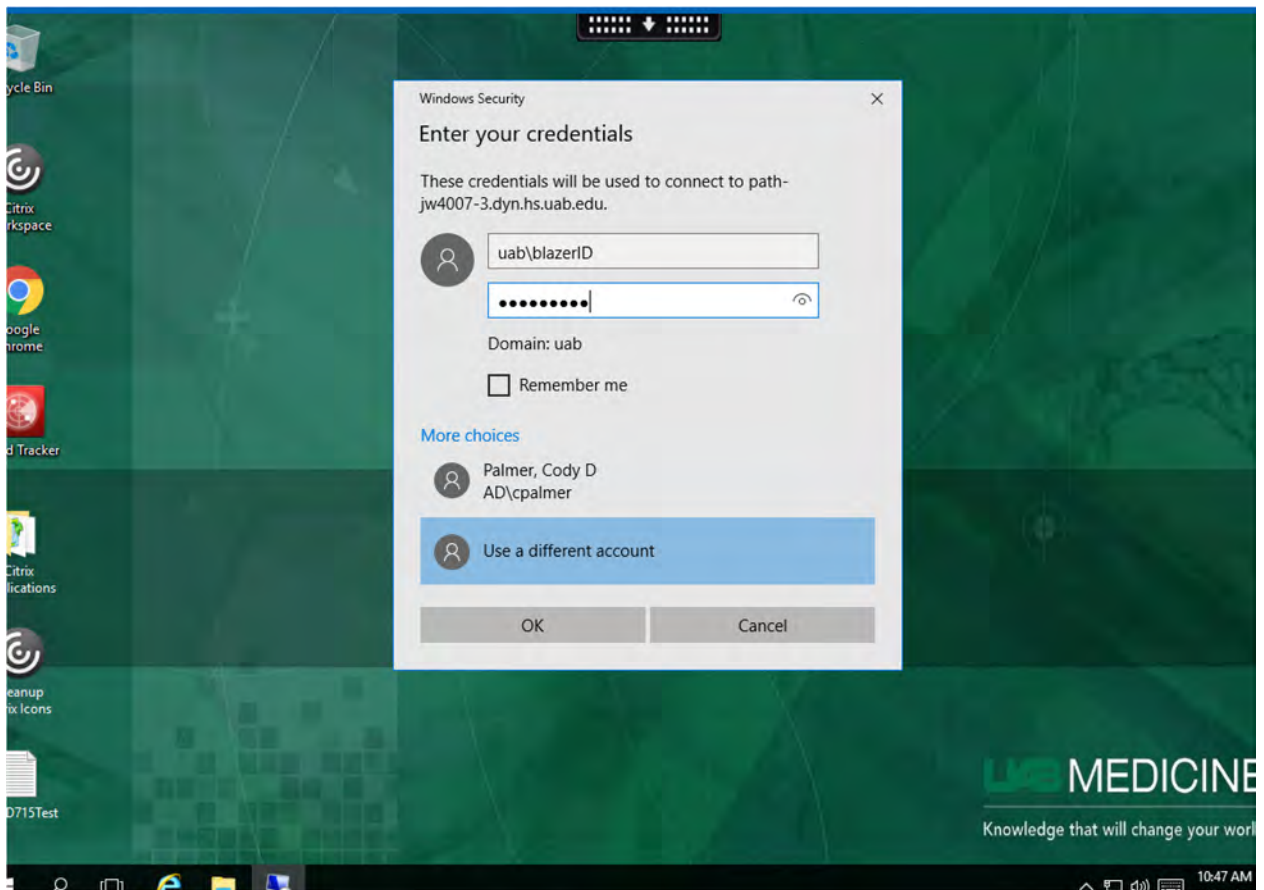 ycle Bin
Citrix
rkspace
oogle
hrome
d Tracker
Citrix
lications
eanup
rix Icons
D715Test
Windows Security
Enter your credentials
These credentials will be used to connect to path-
jw4007-3.dyn.hs.uab.edu.
uab\blazerID
Domain: uab
Remember me
More choices
Palmer, Cody D
AD\cpalmer
Use a different account
OK
Cancel
UAB MEDICINE
Knowledge that will change your worl
10:47 AM